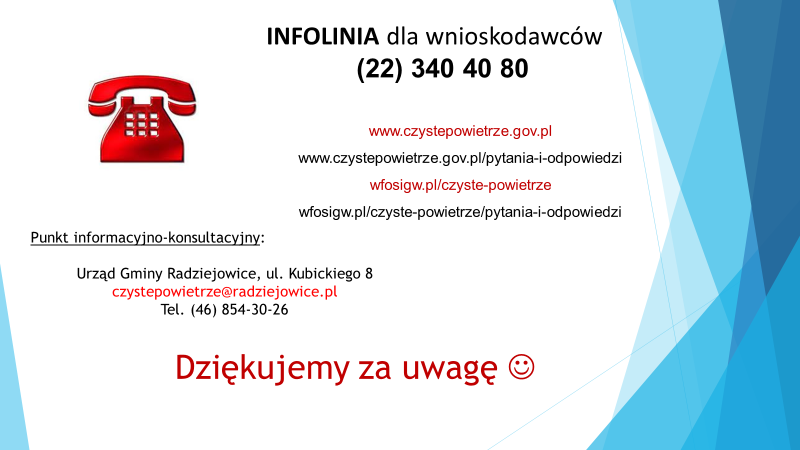 INFOLINIA dla wnioskodawców
(22) 340 40 80
www.czystepowietrze.gov.pl
www.czystepowietrze.gov.pl/pytania-i-odpowiedzi
wfosigw.pl/czyste-powietrze
wfosigw.pl/czyste-powietrze/pytania-i-odpowiedzi
Punkt informacyjno-konsultacyjny:
Urząd Gminy Radziejowice, ul. Kubickiego 8
czystepowietrze@radziejowice.pl
Tel. (46) 854-30-26
Dziękujemy za uwagę ☺